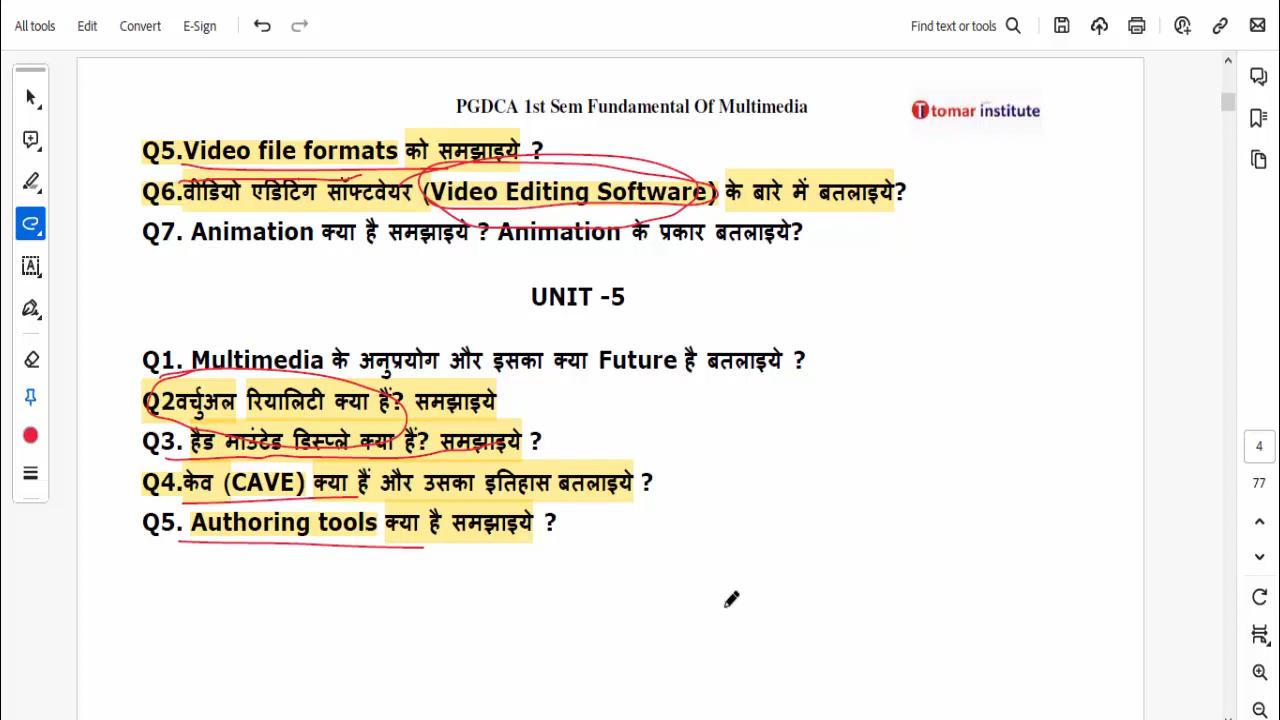 All tools Edit Convert E-Sign Find text or tools
PGDCA 1st Sem Fundamental Of Multimedia
tomar institute
Q5.Video file formats को समझाइये ?
Q6.वीडियो एडिटिंग सॉफ्टवेयर (Video Editing Software) के बारे में बतलाइये?
Q7. Animation क्या है समझाइये ? Animation के प्रकार बतलाइये?
UNIT -5
Q1. Multimedia के अनुप्रयोग और इसका क्या Future है बतलाइये ?
Q2वर्चुअल रियालिटी क्या हैं? समझाइये
Q3. हैड माउंटेड डिस्प्ले क्या हैं? समझाइये ?
Q4.केव (CAVE) क्या हैं और उसका इतिहास बतलाइये ?
Q5. Authoring tools क्या है समझाइये ?
4
77